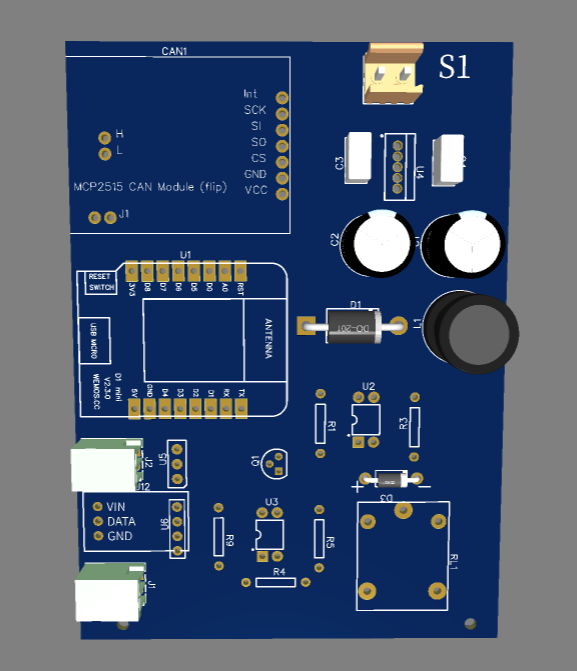 CAN1
S1
Int
SCK
SI
SO
CS
GND
VCC
H
L
MCP2515 CAN Module (flip)
J1
C3
U4
C2
U1
RESET
SWITCH
3V3
D8
D7
D6
D5
D0
A0
RST
ANTENNA
USB MICRO
D1 mini
V2.3.0
WEMOS.CC
5V
GND
D4
D3
D2
D1
RX
TX
D1
DO-201
L1
U2
R1
R3
Q1
J2
U5
J12
VIN
DATA
GND
U6
R9
U3
R5
R4
+
−
D3
RL1
J1